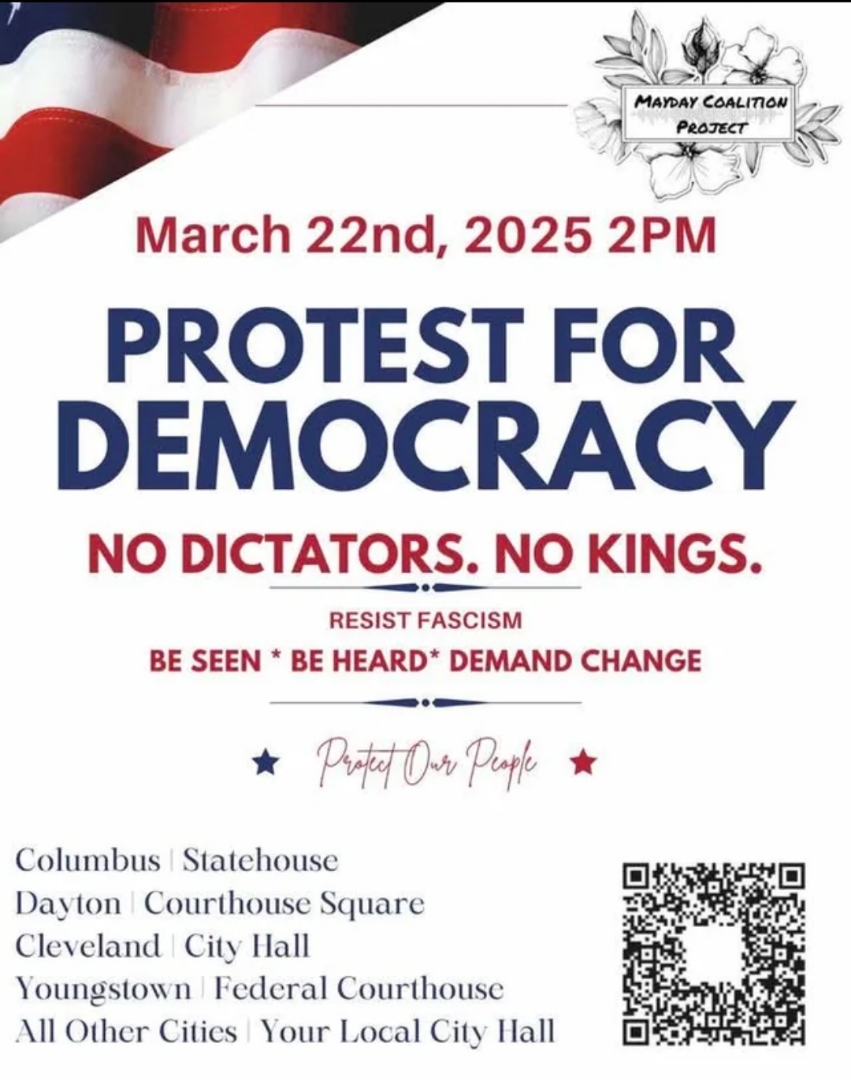 MAYDAY COALITION
PROJECT
March 22nd, 2025 2PM
PROTEST FOR
DEMOCRACY
NO DICTATORS. NO KINGS.
RESIST FASCISM
BE SEEN * BE HEARD* DEMAND CHANGE
Protect Our People
Columbus | Statehouse
Dayton | Courthouse Square
Cleveland | City Hall
Youngstown | Federal Courthouse
All Other Cities | Your Local City Hall